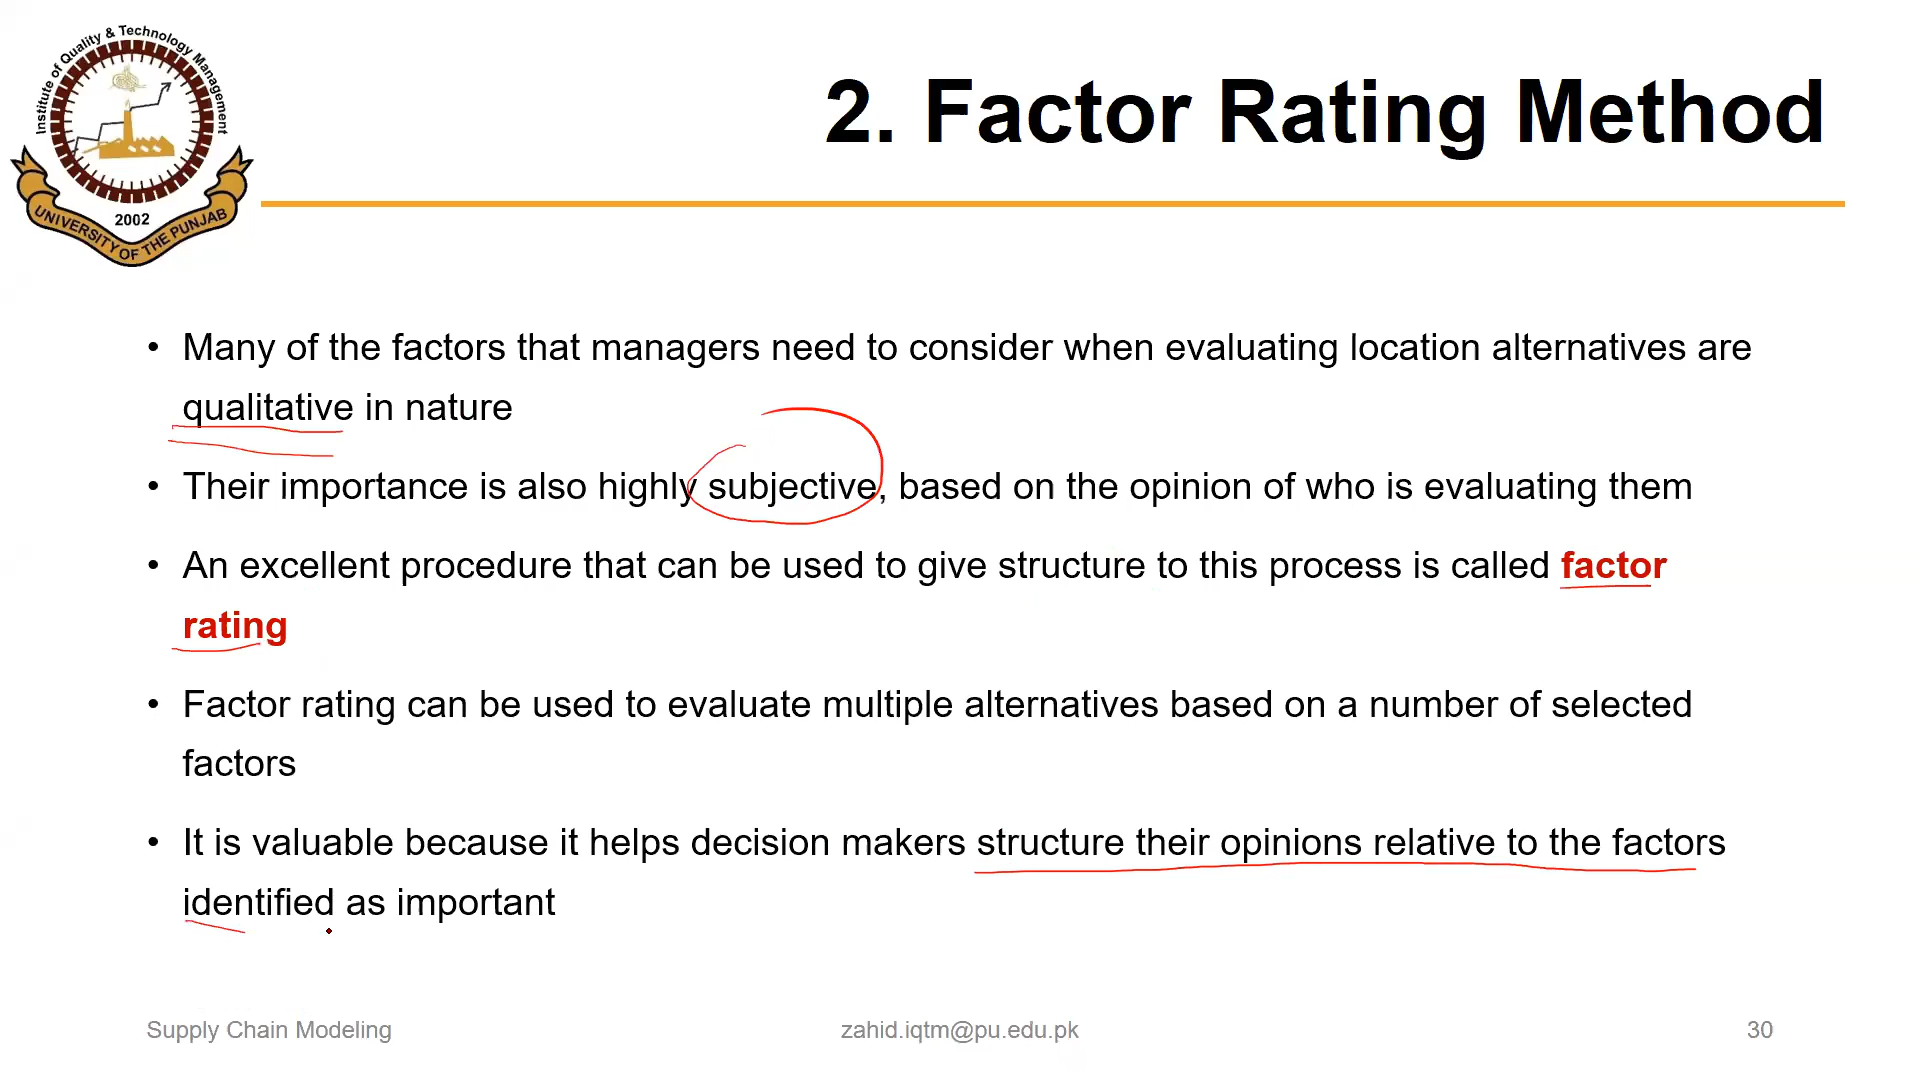 Institute of Quality & Technology Management
2002
UNIVERSITY OF THE PUNJAB
2. Factor Rating Method
• Many of the factors that managers need to consider when evaluating location alternatives are
qualitative in nature
• Their importance is also highly subjective, based on the opinion of who is evaluating them
• An excellent procedure that can be used to give structure to this process is called factor
rating
• Factor rating can be used to evaluate multiple alternatives based on a number of selected
factors
• It is valuable because it helps decision makers structure their opinions relative to the factors
identified as important
Supply Chain Modeling
zahid.iqtm@pu.edu.pk
30